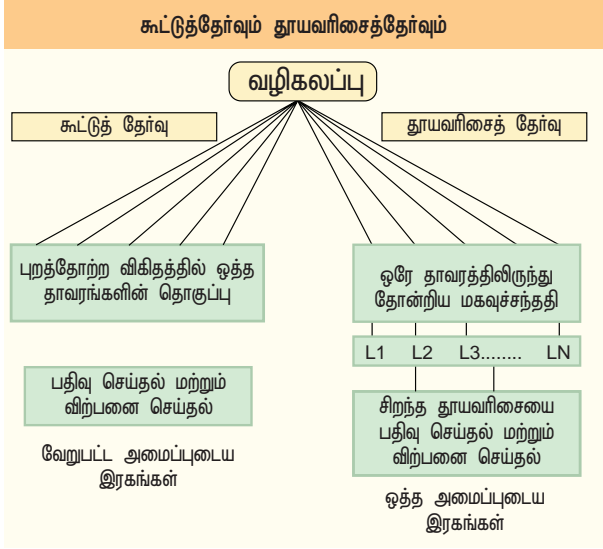 கூட்டுத்தேர்வும் தூயவரிசைத்தேர்வும்
வழிகலப்பு
கூட்டுத் தேர்வு
தூயவரிசைத் தேர்வு
புறத்தோற்ற விகிதத்தில் ஒத்த
தாவரங்களின் தொகுப்பு
ஒரே தாவரத்திலிருந்து
தோன்றிய மகவுச்சந்ததி
L1 L2 L3........ LN
பதிவு செய்தல் மற்றும்
விற்பனை செய்தல்
வேறுபட்ட அமைப்புடைய
இரகங்கள்
சிறந்த தூயவரிசையை
பதிவு செய்தல் மற்றும்
விற்பனை செய்தல்
ஒத்த அமைப்புடைய
இரகங்கள்